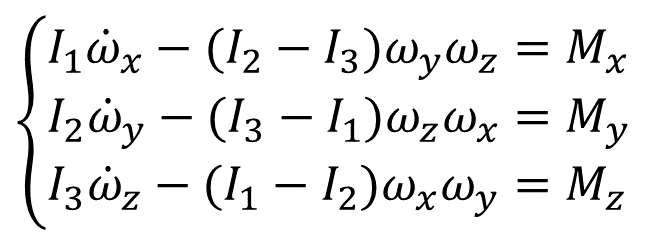 I₁ω̇ₓ − (I₂ − I₃)ω_yω_z = Mₓ
I₂ω̇_y − (I₃ − I₁)ω_zωₓ = M_y
I₃ω̇_z − (I₁ − I₂)ωₓω_y = M_z